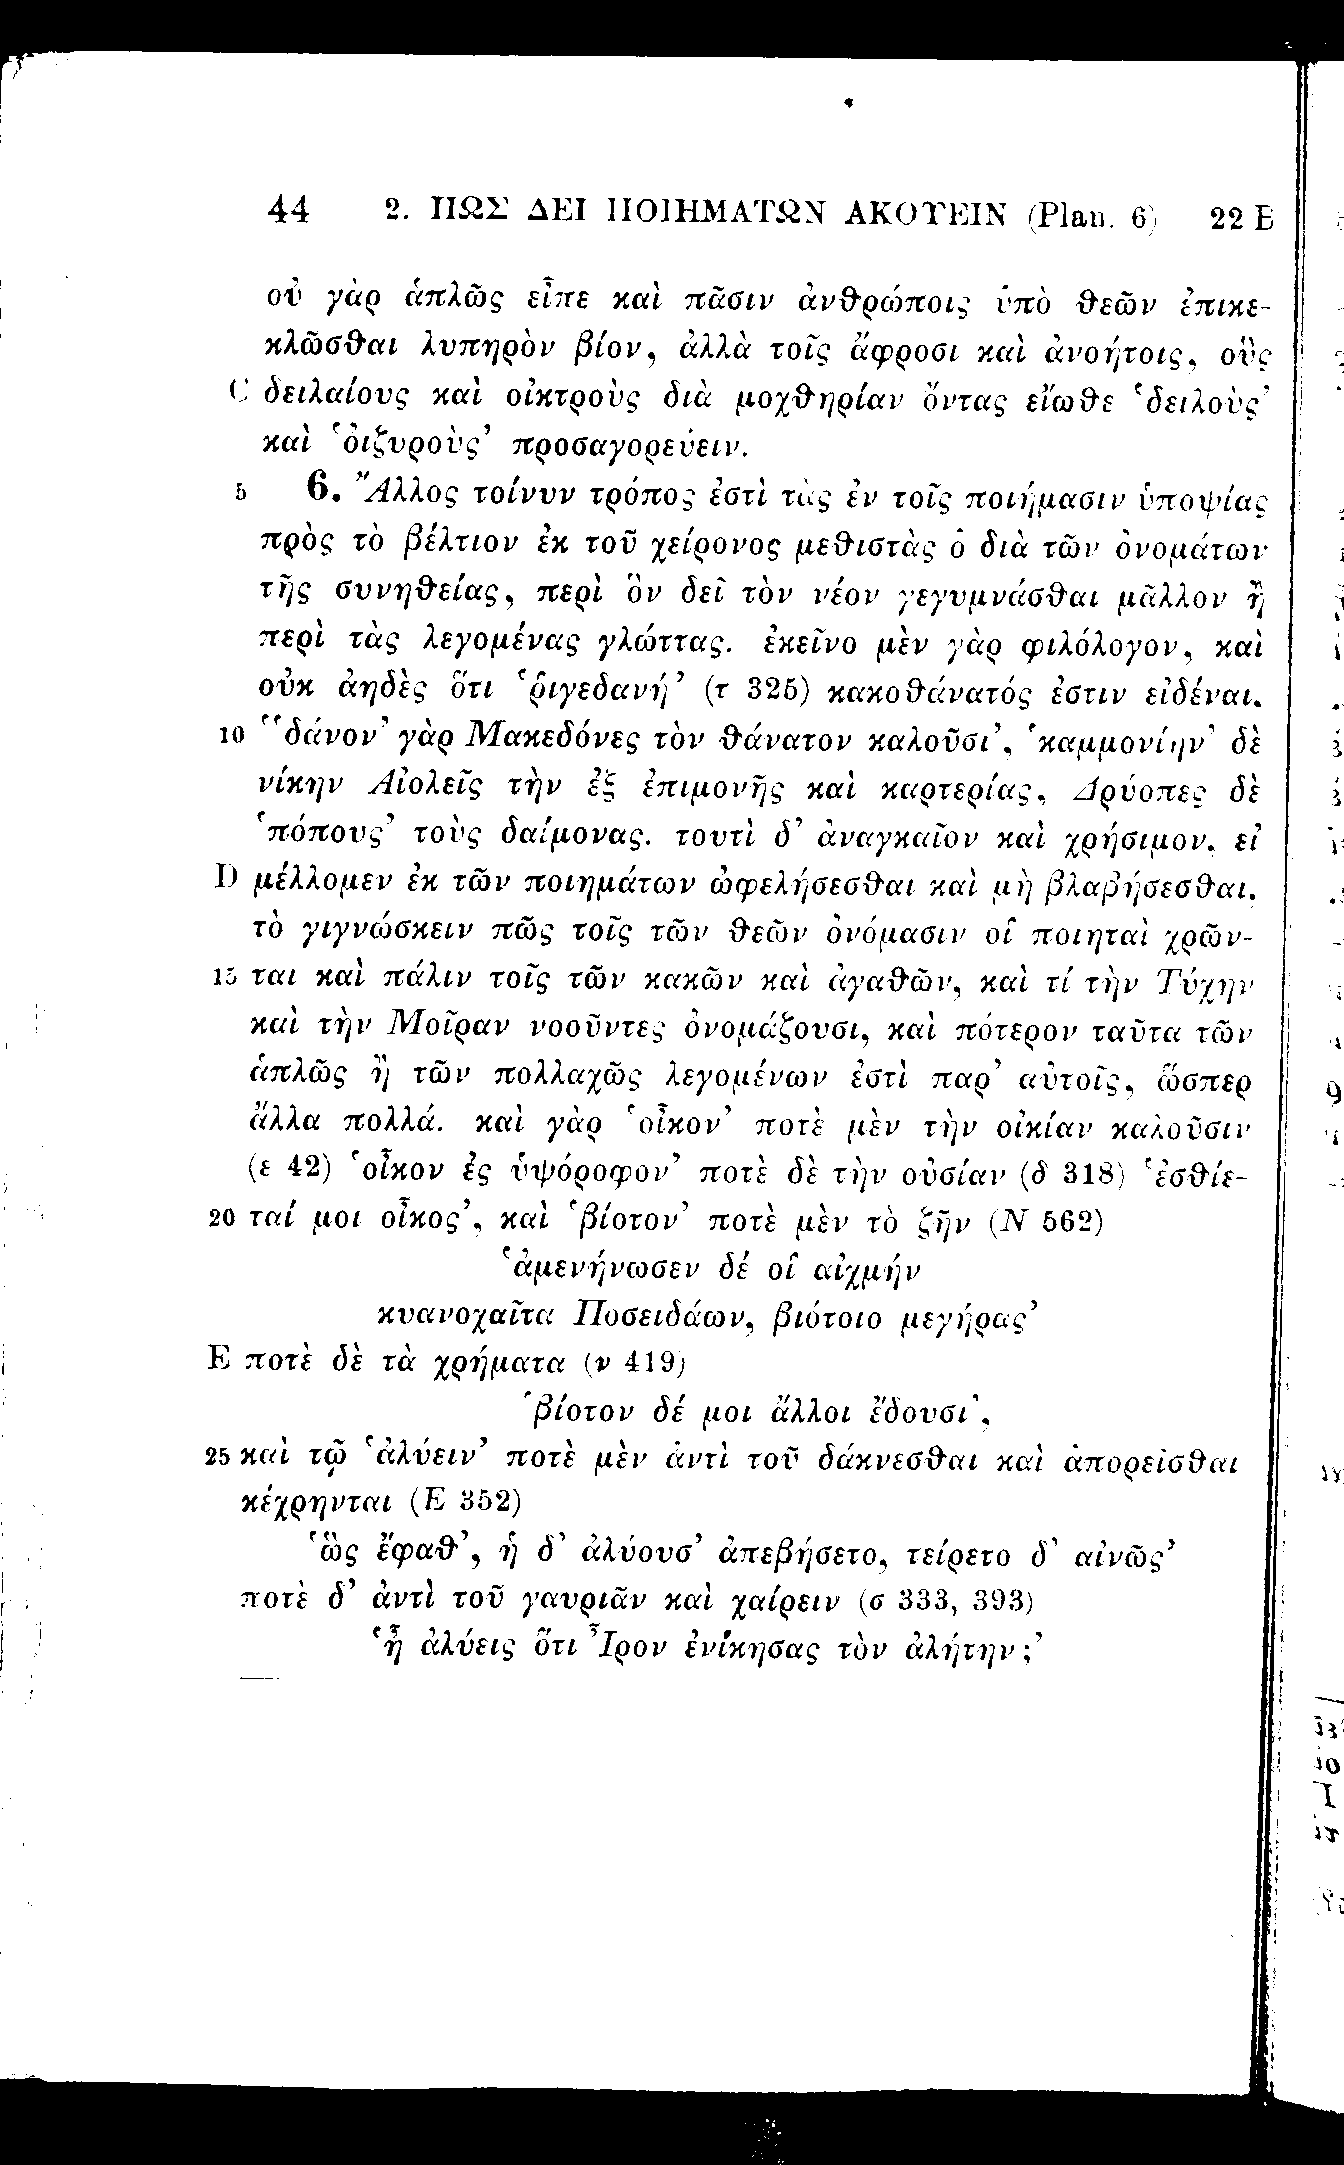 44 2. ΠΩΣ ΔΕΙ ΠΟΙΗΜΑΤΩΝ ΑΚΟΥΕΙΝ (Plan. 6) 22 B
οὐ γὰρ ἁπλῶς εἶπε καὶ πᾶσιν ἀνθρώποις ὑπὸ θεῶν ἐπικε-
κλῶσθαι λυπηρὸν βίον, ἀλλὰ τοῖς ἄφροσι καὶ ἀνοήτοις, οὓς
C δειλαίους καὶ οἰκτροὺς διὰ μοχθηρίαν ὄντας εἴωθε ‘δειλοὺς’
καὶ ‘ὀιζυροὺς’ προσαγορεύειν.
5 6. Ἄλλος τοίνυν τρόπος ἐστὶ τὰς ἐν τοῖς ποιήμασιν ὑποψίας
πρὸς τὸ βέλτιον ἐκ τοῦ χείρονος μεθιστὰς ὁ διὰ τῶν ὀνομάτων
τῆς συνηθείας, περὶ ὃν δεῖ τὸν νέον γεγυμνάσθαι μᾶλλον ἢ
περὶ τὰς λεγομένας γλώττας. ἐκεῖνο μὲν γὰρ φιλόλογον, καὶ
οὐκ ἀηδὲς ὅτι ‘ῥιγεδανή’ (τ 325) κακοθάνατός ἐστιν εἰδέναι.
10 “δάνον’ γὰρ Μακεδόνες τὸν θάνατον καλοῦσι’, ‘καμμονίην’ δὲ
νίκην Αἰολεῖς τὴν ἐξ ἐπιμονῆς καὶ καρτερίας, Δρύοπες δὲ
‘πόπους’ τοὺς δαίμονας. τουτὶ δ’ ἀναγκαῖον καὶ χρήσιμον, εἰ
D μέλλομεν ἐκ τῶν ποιημάτων ὠφελήσεσθαι καὶ μὴ βλαβήσεσθαι,
τὸ γιγνώσκειν πῶς τοῖς τῶν θεῶν ὀνόμασιν οἱ ποιηταὶ χρῶν-
15 ται καὶ πάλιν τοῖς τῶν κακῶν καὶ ἀγαθῶν, καὶ τί τὴν Τύχην
καὶ τὴν Μοῖραν νοοῦντες ὀνομάζουσι, καὶ πότερον ταῦτα τῶν
ἁπλῶς ἢ τῶν πολλαχῶς λεγομένων ἐστὶ παρ’ αὐτοῖς, ὥσπερ
ἄλλα πολλά. καὶ γὰρ ‘οἶκον’ ποτὲ μὲν τὴν οἰκίαν καλοῦσιν
(ε 42) ‘οἶκον ἐς ὑψόροφον’ ποτὲ δὲ τὴν οὐσίαν (δ 318) ‘ἐσθίε-
20 ταί μοι οἶκος’, καὶ ‘βίοτον’ ποτὲ μὲν τὸ ζῆν (Ν 562)
‘ἀμενήνωσεν δέ οἱ αἰχμὴν
κυανοχαῖτα Ποσειδάων, βιότοιο μεγήρας’
E ποτὲ δὲ τὰ χρήματα (ν 419)
‘βίοτον δέ μοι ἄλλοι ἔδουσι’,
25 καὶ τῷ ‘ἀλύειν’ ποτὲ μὲν ἀντὶ τοῦ δάκνεσθαι καὶ ἀπορεῖσθαι
κέχρηνται (Ε 352)
‘ὣς ἔφαθ’, ἡ δ’ ἀλύουσ’ ἀπεβήσετο, τείρετο δ’ αἰνῶς’
ποτὲ δ’ ἀντὶ τοῦ γαυριᾶν καὶ χαίρειν (σ 333, 393)
‘ἦ ἀλύεις ὅτι Ἶρον ἐνίκησας τὸν ἀλήτην;’